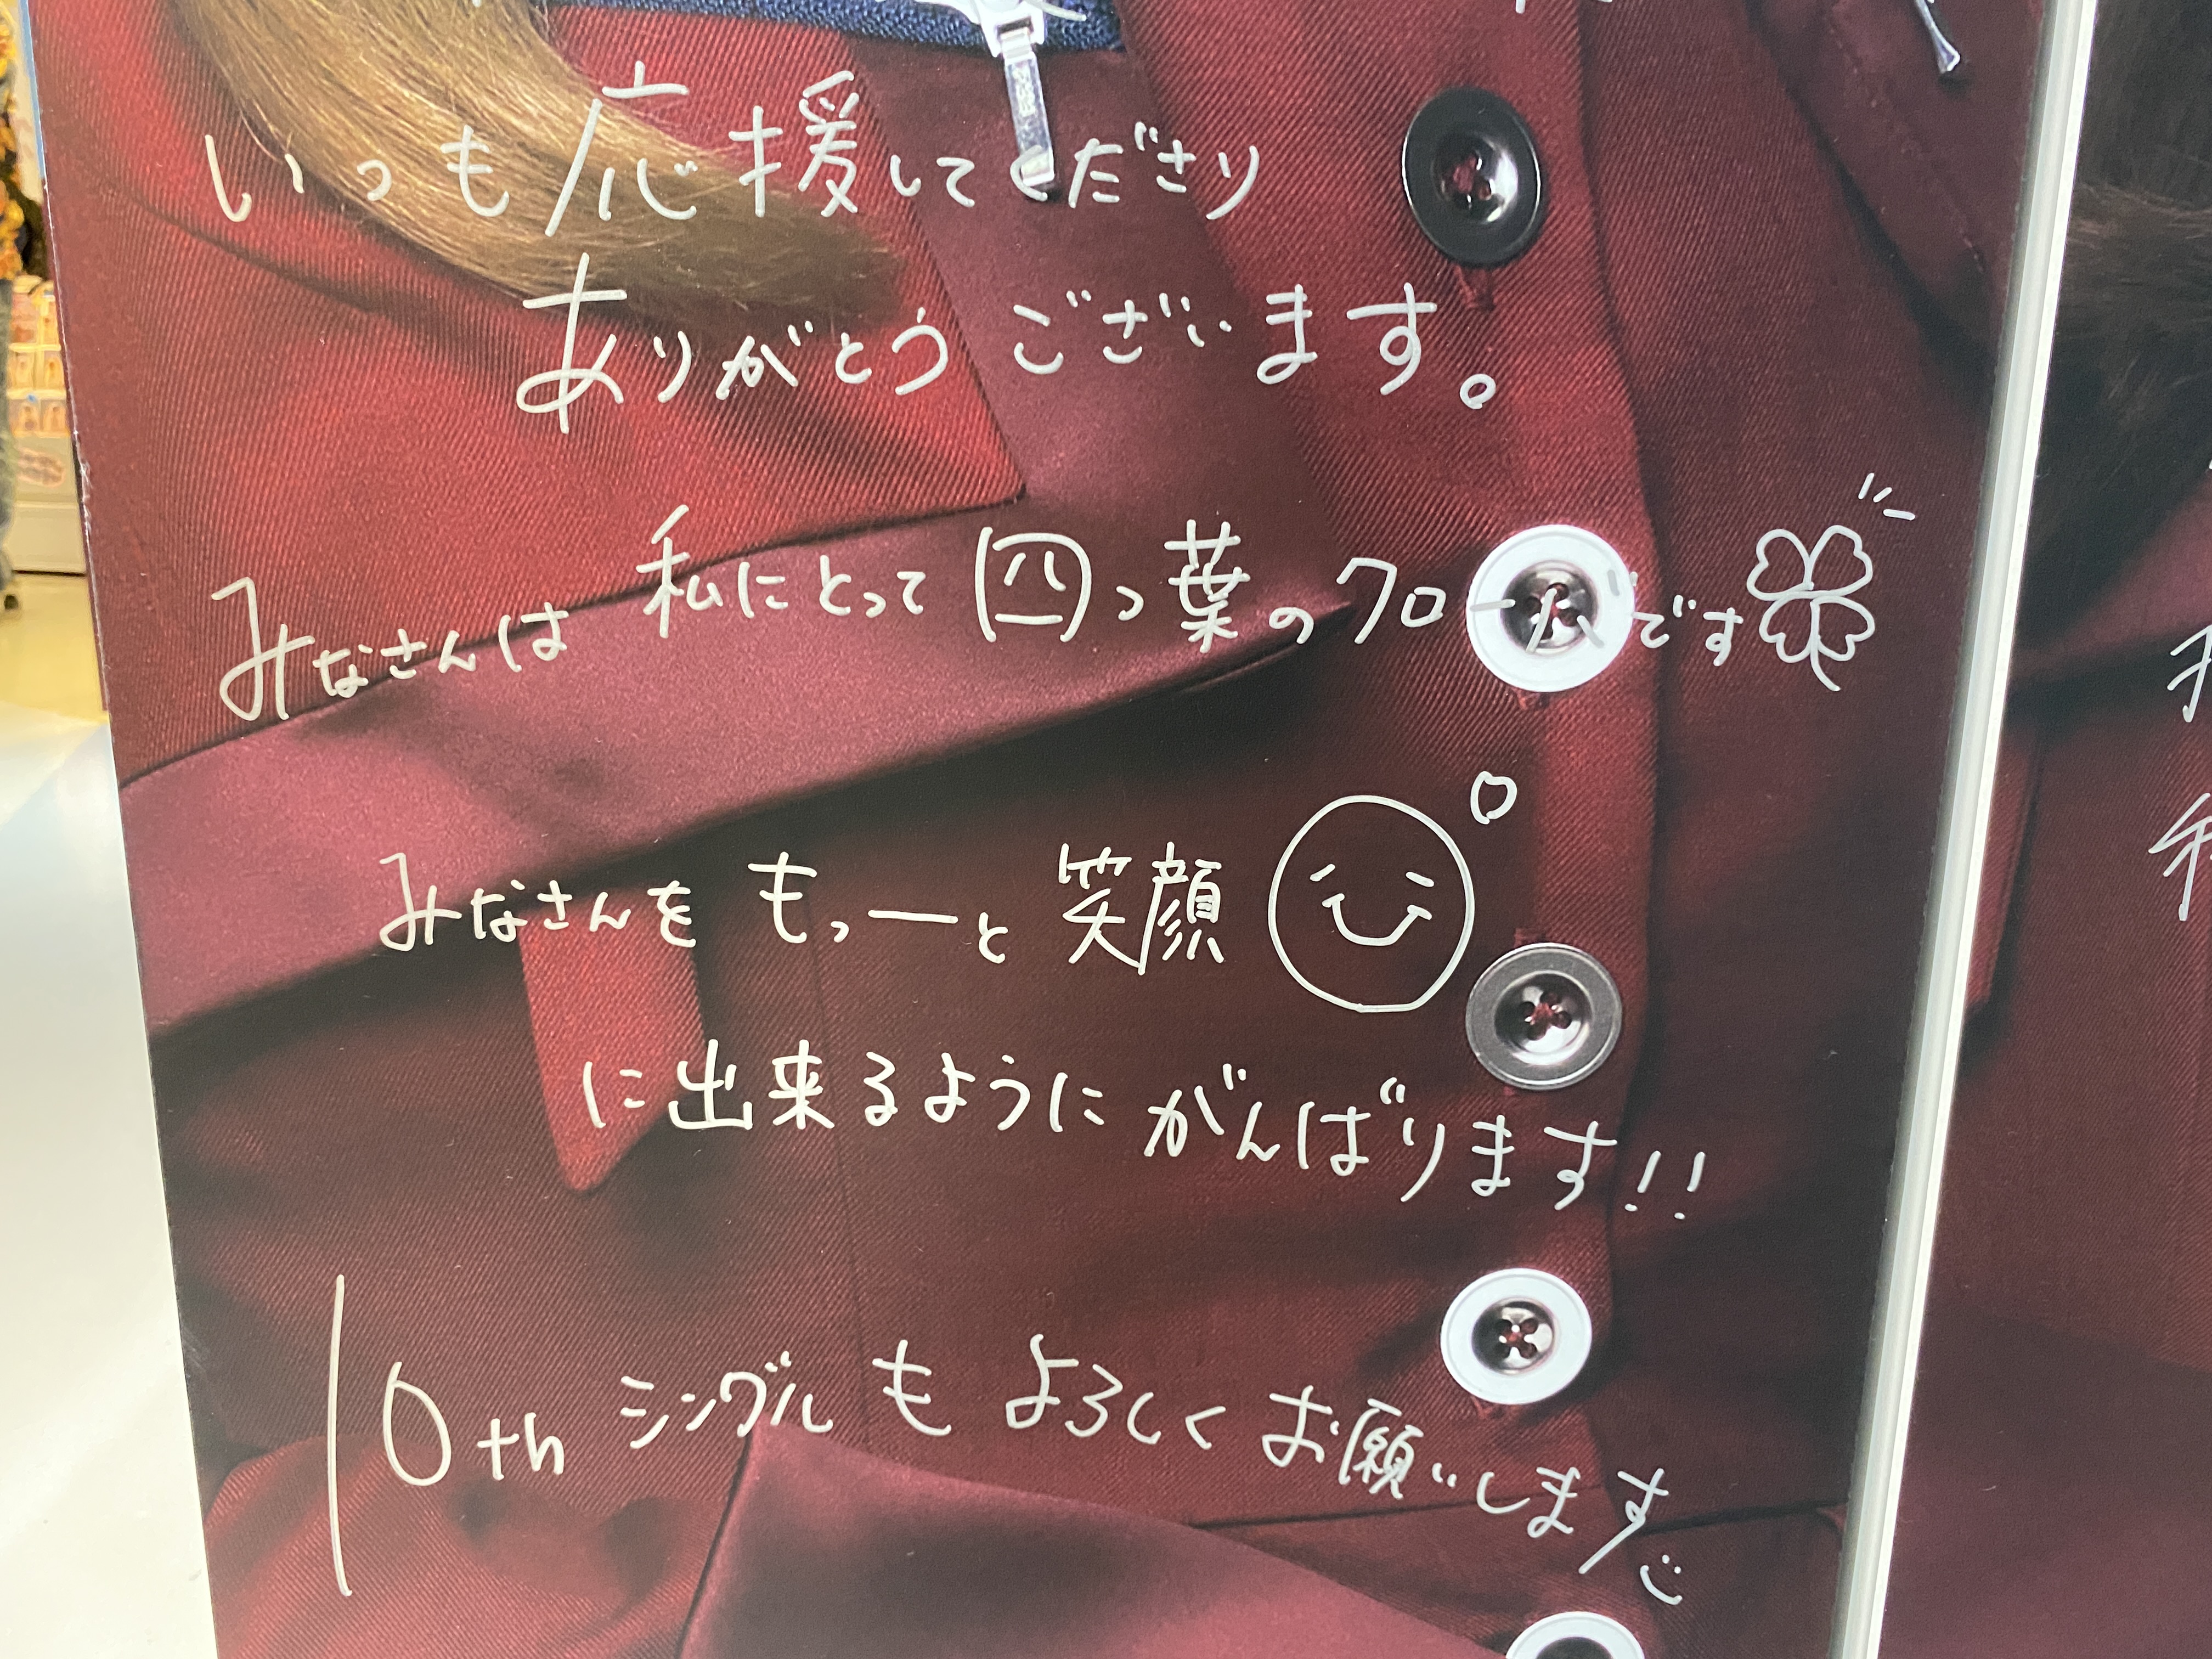 いつも応援してくださり
ありがとうございます。
みなさんは私にとって四つ葉のクローバーです
みなさんをもっーと笑顔
に出来るようにがんばります!!
10thシングルもよろしくお願いします